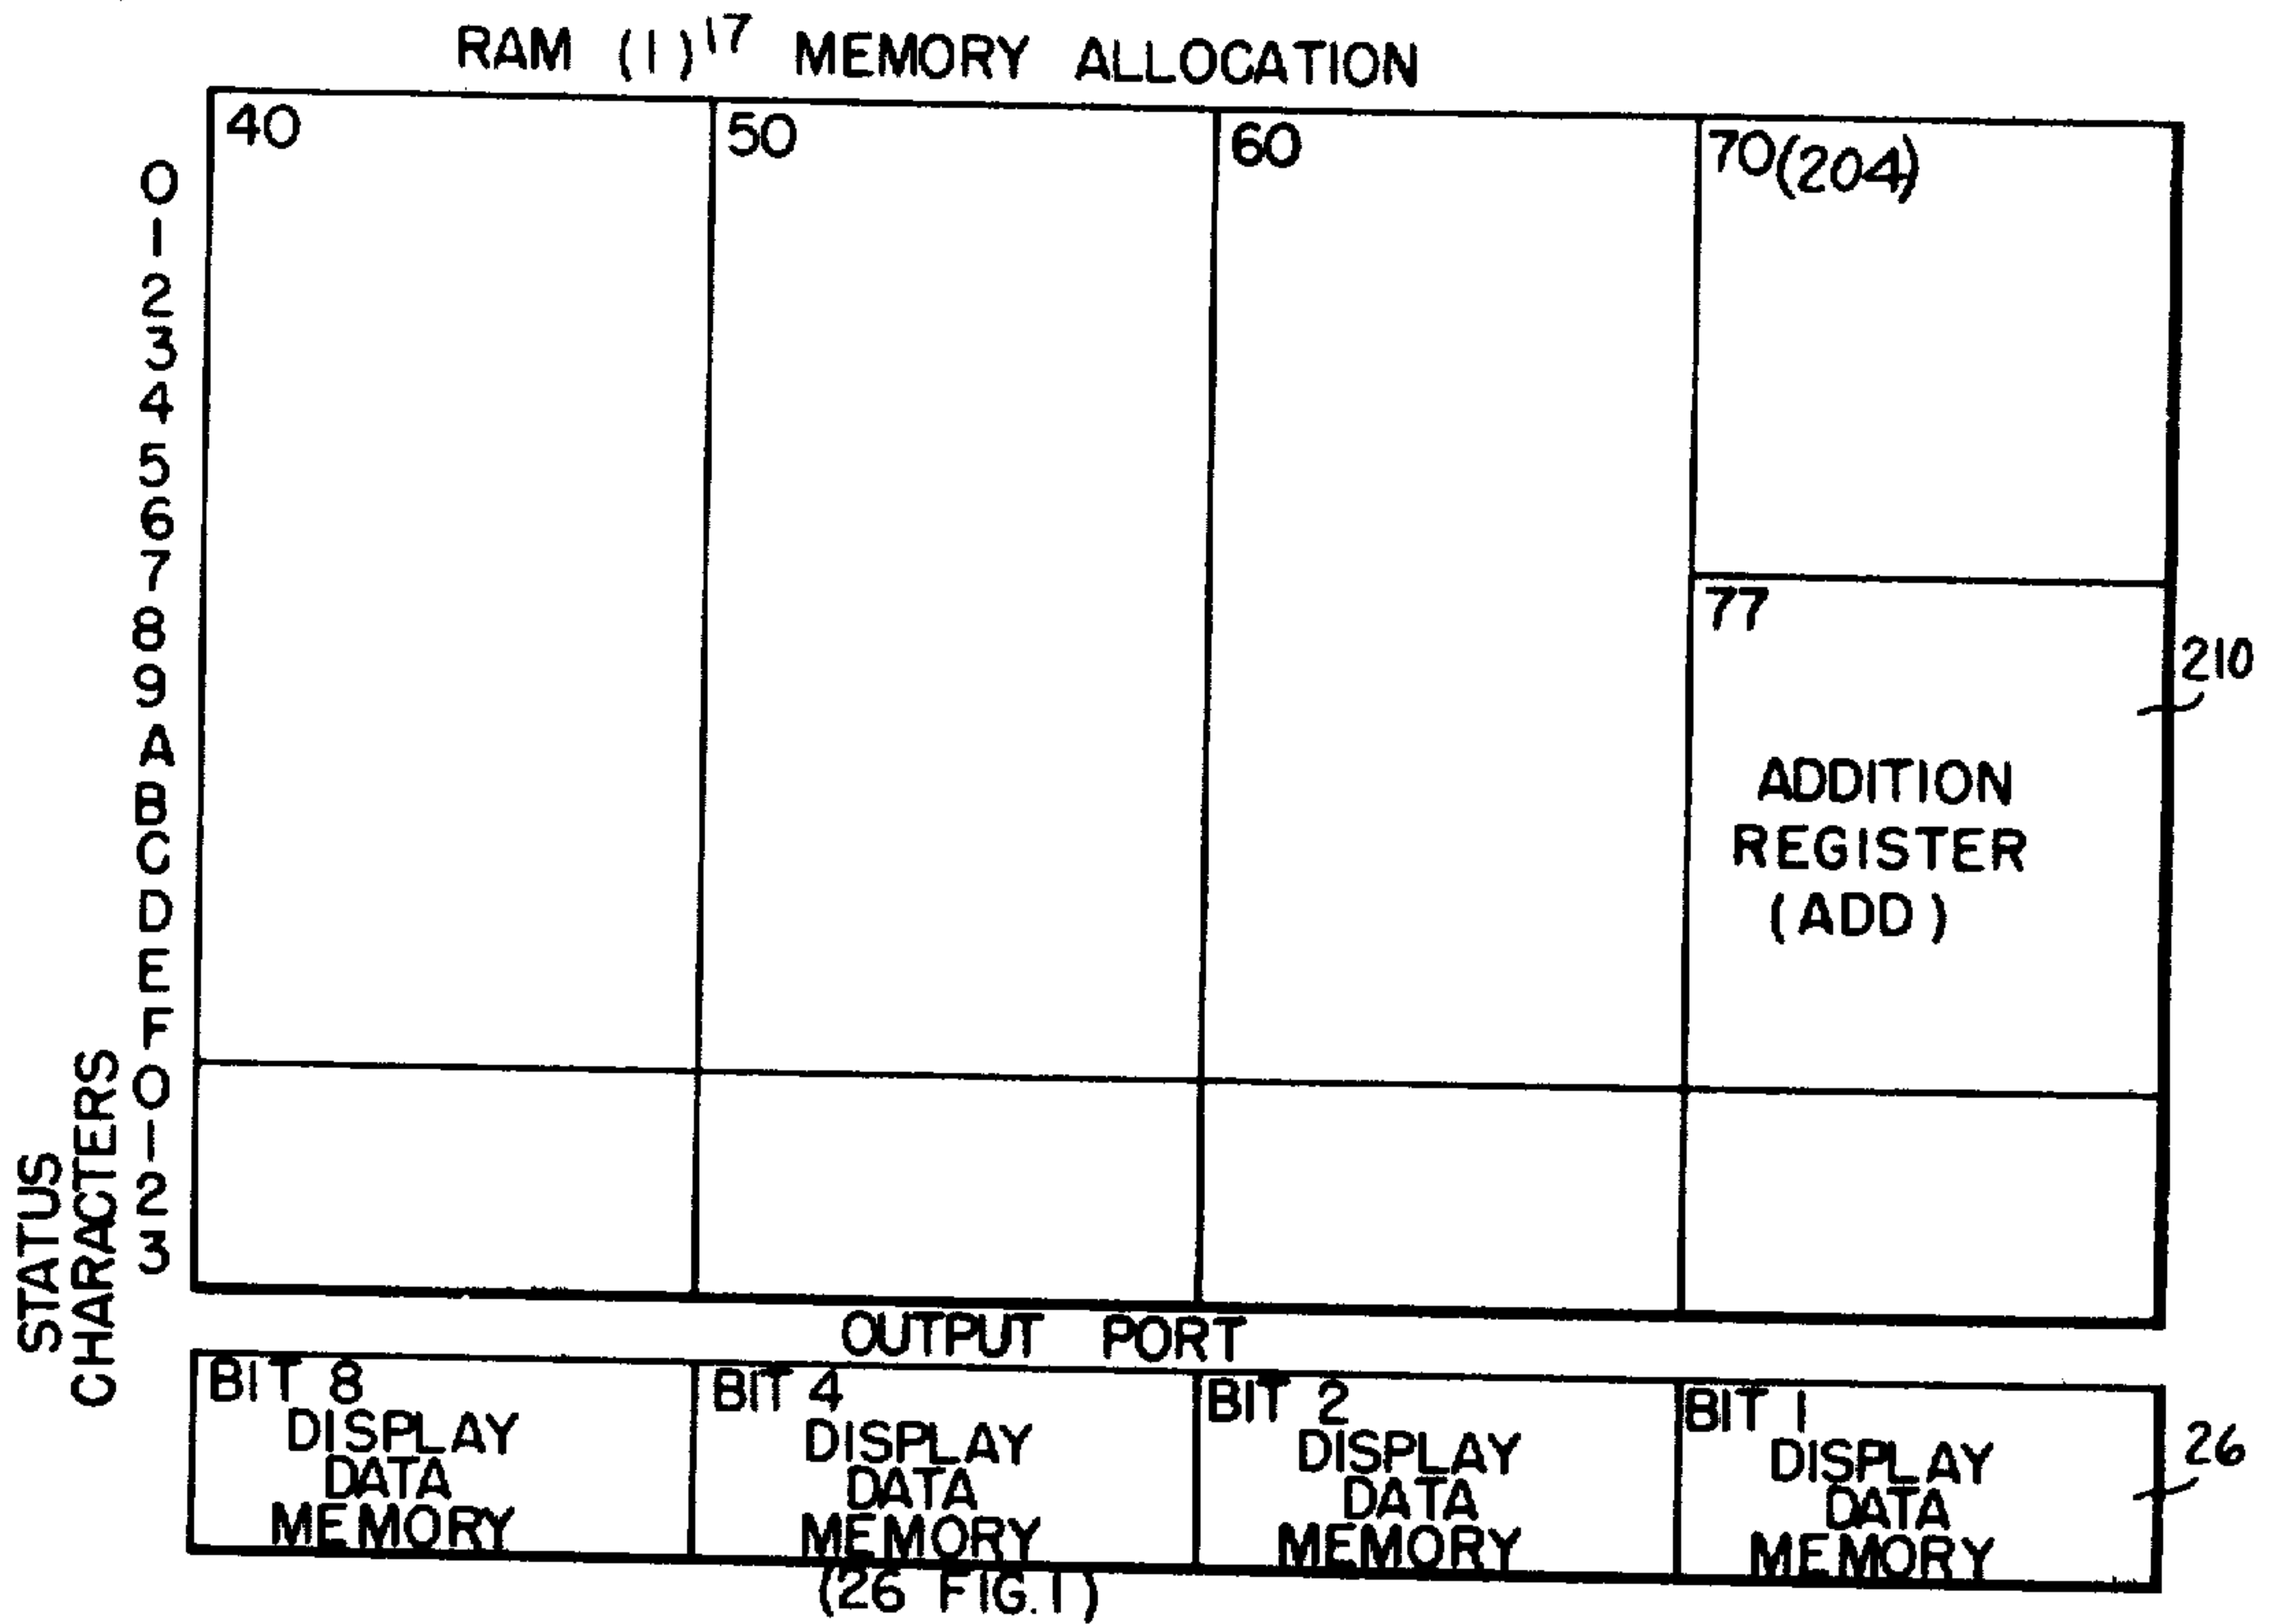 RAM (1) 17 MEMORY ALLOCATION
40 50 60 70 (204)
0
1
2
3
4
5
6
7
77
8
9
210
A
B
C
D
E
F
ADDITION
REGISTER
(ADD)
STATUS
CHARACTERS
0
1
2
3
OUTPUT PORT
BIT 8
DISPLAY
DATA
MEMORY
BIT 4
DISPLAY
DATA
MEMORY
BIT 2
DISPLAY
DATA
MEMORY
BIT 1
DISPLAY
DATA
MEMORY
26
(26 FIG. 1)